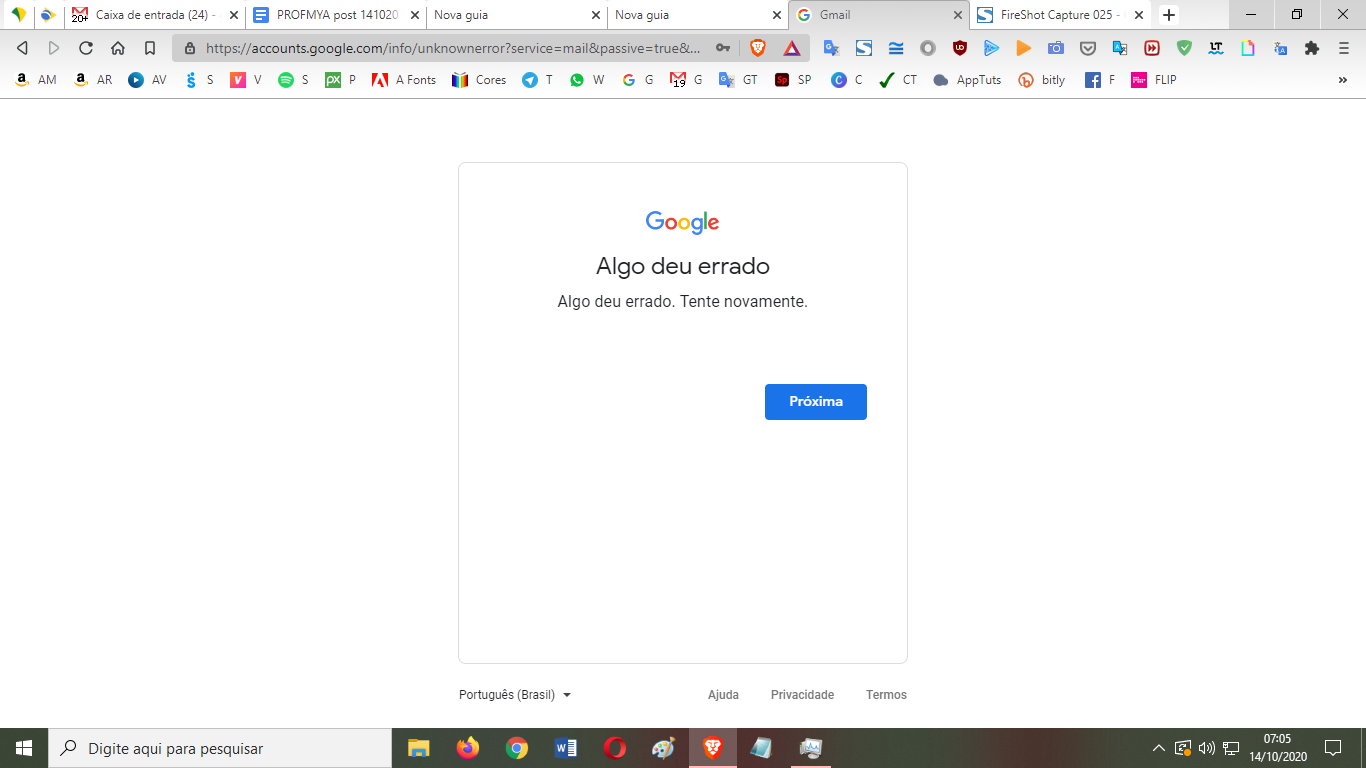 20+
Caixa de entrada (24) -
PROFMYA post 141020
Nova guia
Nova guia
Gmail
FireShot Capture 025 -
https://accounts.google.com/info/unknownerror?service=mail&passive=true&...
AM
AR
AV
S
V
S
px
P
A Fonts
Cores
T
W
G
19
G
GT
Sp
SP
C
CT
AppTuts
bitly
F
FLIP
»
Google
Algo deu errado
Algo deu errado. Tente novamente.
Próxima
Português (Brasil)
Ajuda
Privacidade
Termos
Digite aqui para pesquisar
07:05
14/10/2020